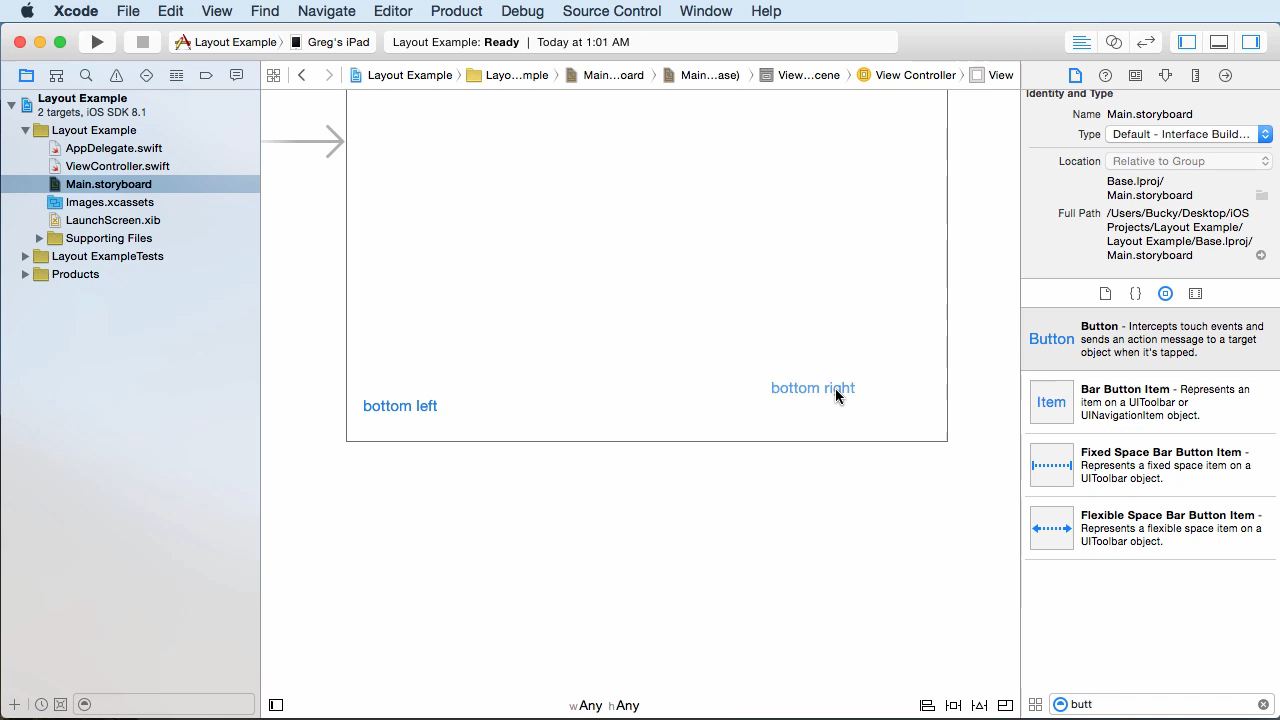 Xcode File Edit View Find Navigate Editor Product Debug Source Control Window Help
Layout Example Greg's iPad Layout Example: Ready | Today at 1:01 AM
Layout Example Layo...mple Main...oard Main...ase) View...cene View Controller View
Layout Example
2 targets, iOS SDK 8.1
Layout Example
AppDelegate.swift
ViewController.swift
Main.storyboard
Images.xcassets
LaunchScreen.xib
Supporting Files
Layout ExampleTests
Products
bottom left
bottom right
wAny hAny
Identity and Type
Name Main.storyboard
Type Default - Interface Build...
Location Relative to Group
Base.lproj/
Main.storyboard
Full Path /Users/Bucky/Desktop/iOS
Projects/Layout Example/
Layout Example/Base.lproj/
Main.storyboard
{}
Button
Button - Intercepts touch events and
sends an action message to a target
object when it's tapped.
Item
Bar Button Item - Represents an
item on a UIToolbar or
UINavigationItem object.
Fixed Space Bar Button Item -
Represents a fixed space item on a
UIToolbar object.
Flexible Space Bar Button Item -
Represents a flexible space item on a
UIToolbar object.
butt